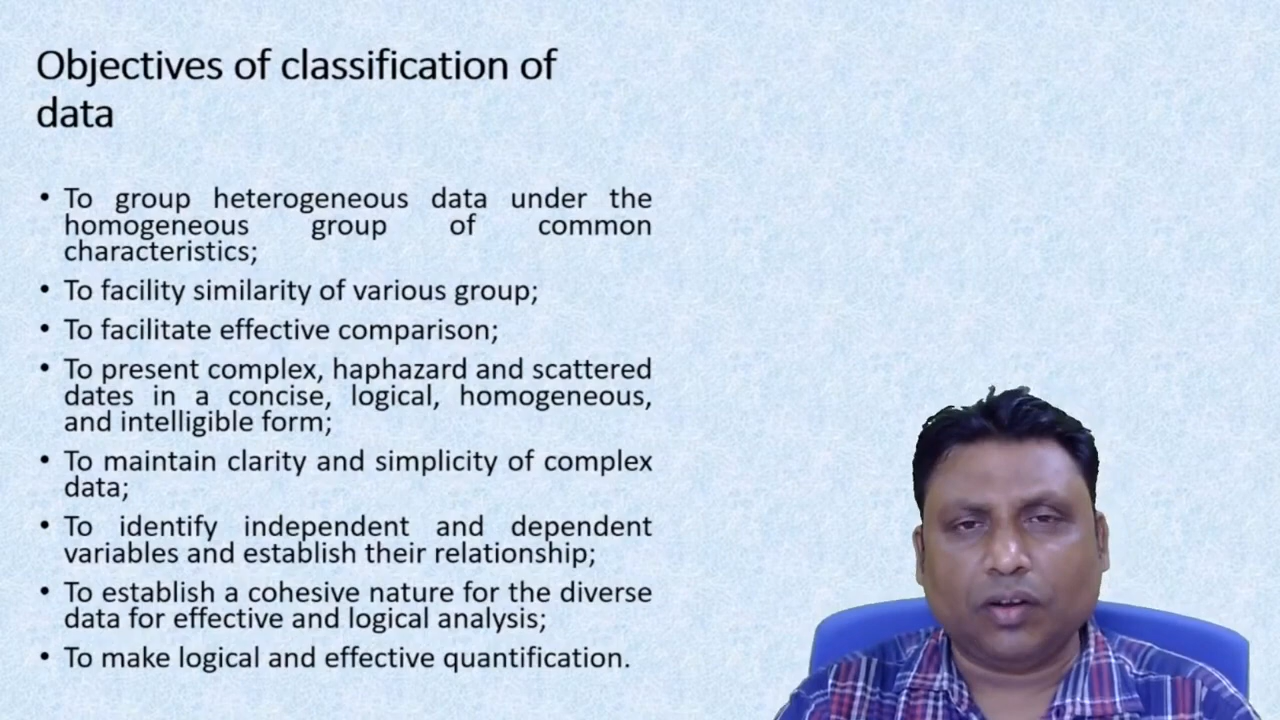 Objectives of classification of
data
• To group heterogeneous data under the
homogeneous group of common
characteristics;
• To facility similarity of various group;
• To facilitate effective comparison;
• To present complex, haphazard and scattered
dates in a concise, logical, homogeneous,
and intelligible form;
• To maintain clarity and simplicity of complex
data;
• To identify independent and dependent
variables and establish their relationship;
• To establish a cohesive nature for the diverse
data for effective and logical analysis;
• To make logical and effective quantification.